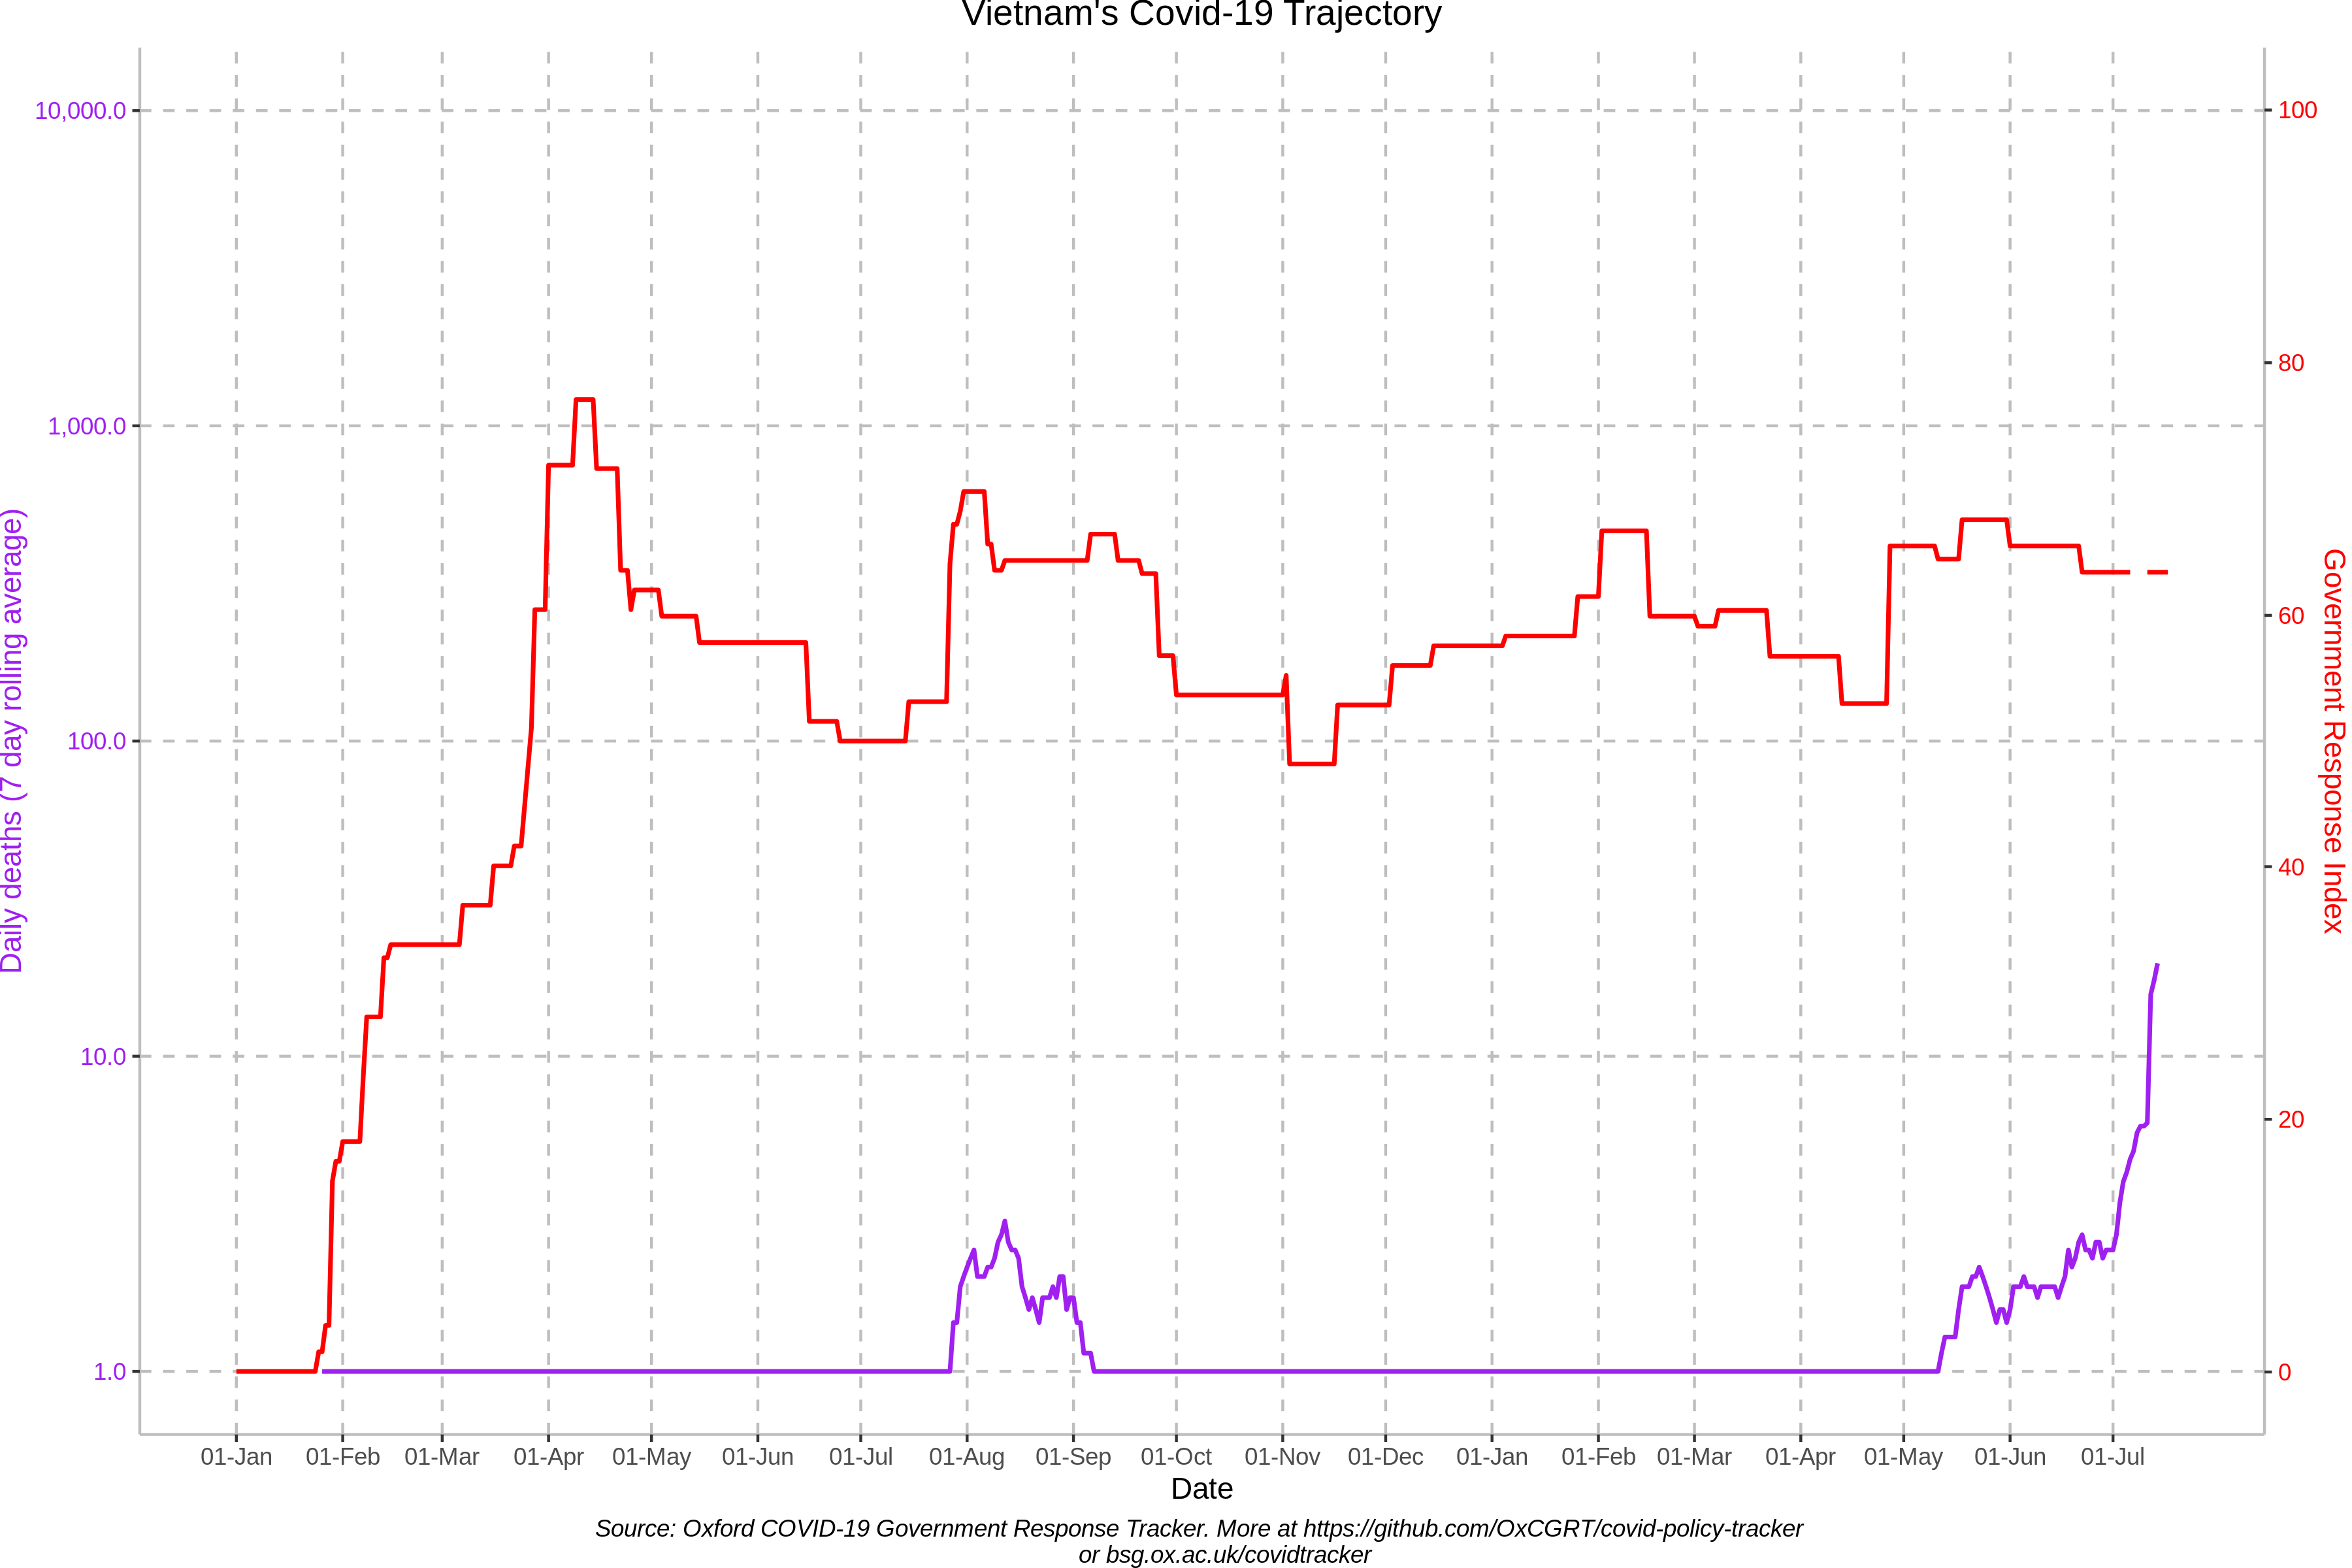 Vietnam's Covid-19 Trajectory
10,000.0
1,000.0
100.0
10.0
1.0
Daily deaths (7 day rolling average)
100
80
60
40
20
0
Government Response Index
01-Jan 01-Feb 01-Mar 01-Apr 01-May 01-Jun 01-Jul 01-Aug 01-Sep 01-Oct 01-Nov 01-Dec 01-Jan 01-Feb 01-Mar 01-Apr 01-May 01-Jun 01-Jul
Date
Source: Oxford COVID-19 Government Response Tracker. More at https://github.com/OxCGRT/covid-policy-tracker
or bsg.ox.ac.uk/covidtracker